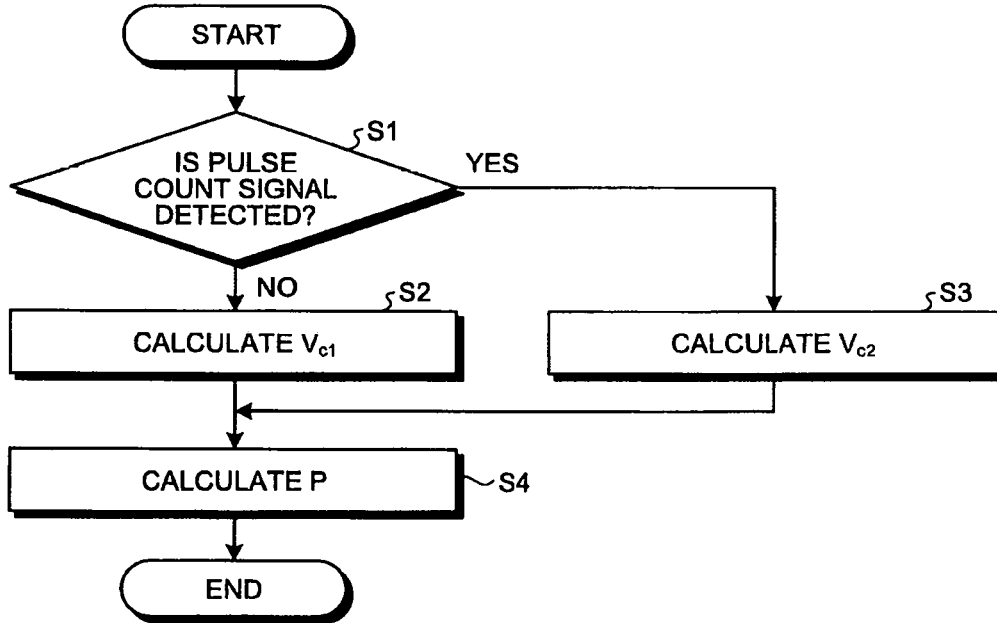 START
S1
IS PULSE
COUNT SIGNAL
DETECTED?
YES
NO
S2
CALCULATE Vc1
S3
CALCULATE Vc2
CALCULATE P
S4
END